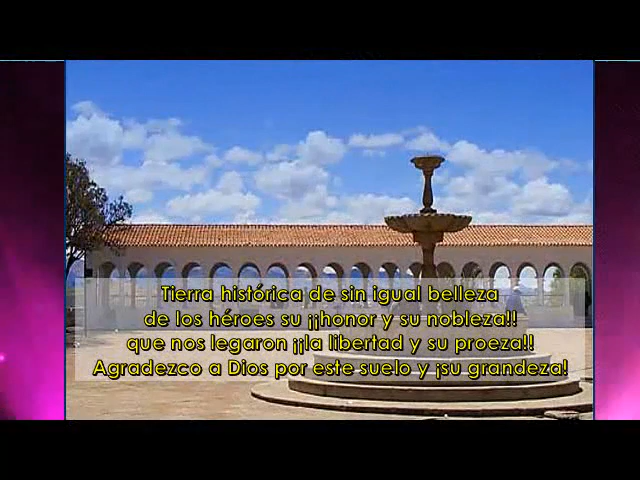 Tierra histórica de sin igual belleza
de los héroes su ¡¡honor y su nobleza!!
que nos legaron ¡¡la libertad y su proeza!!
Agradezco a Dios por este suelo y ¡su grandeza!